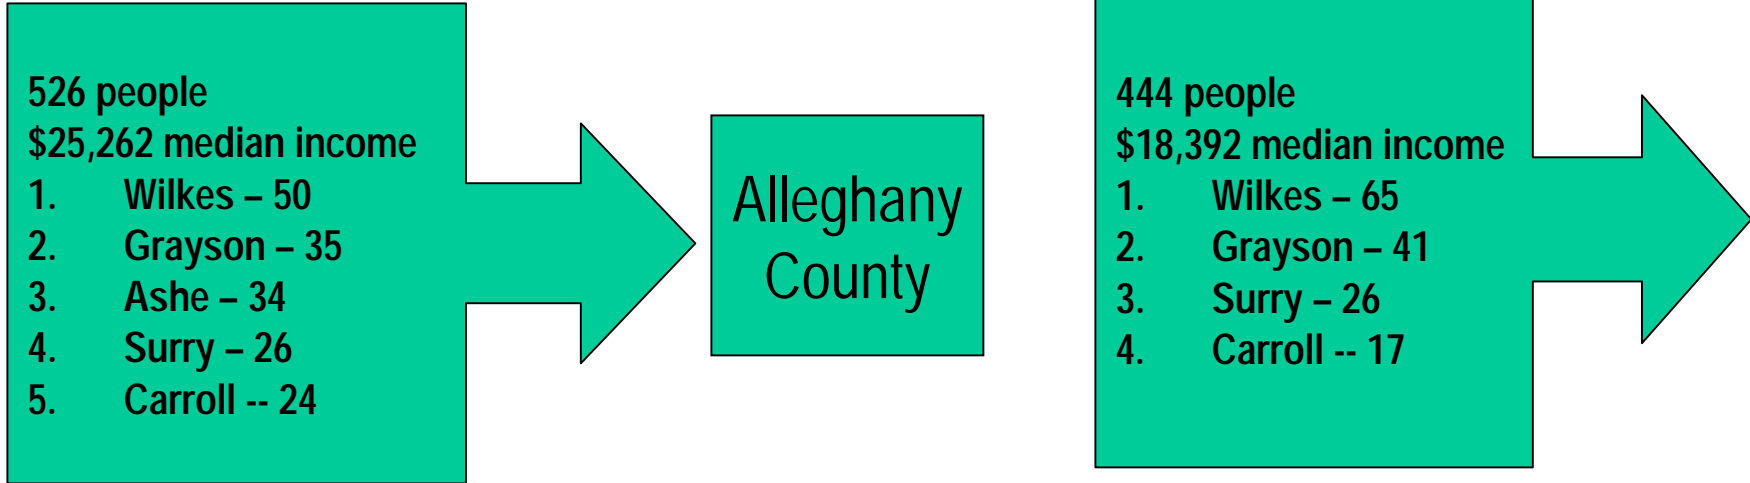 526 people
$25,262 median income
1. Wilkes – 50
2. Grayson – 35
3. Ashe – 34
4. Surry – 26
5. Carroll -- 24
Alleghany
County
444 people
$18,392 median income
1. Wilkes – 65
2. Grayson – 41
3. Surry – 26
4. Carroll -- 17